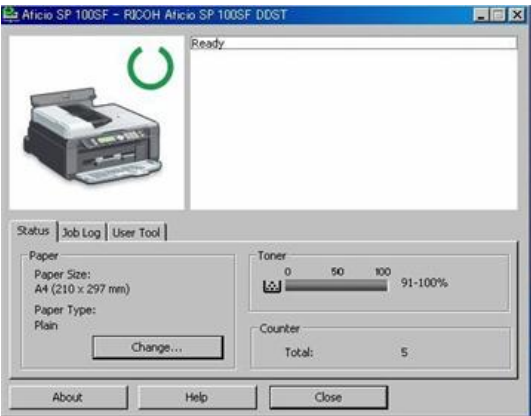 Aficio SP 100SF - RICOH Aficio SP 100SF DDST
Ready
Status Job Log User Tool
Paper
Paper Size:
A4 (210 x 297 mm)
Paper Type:
Plain
Change...
Toner
0 50 100
91-100%
Counter
Total: 5
About Help Close